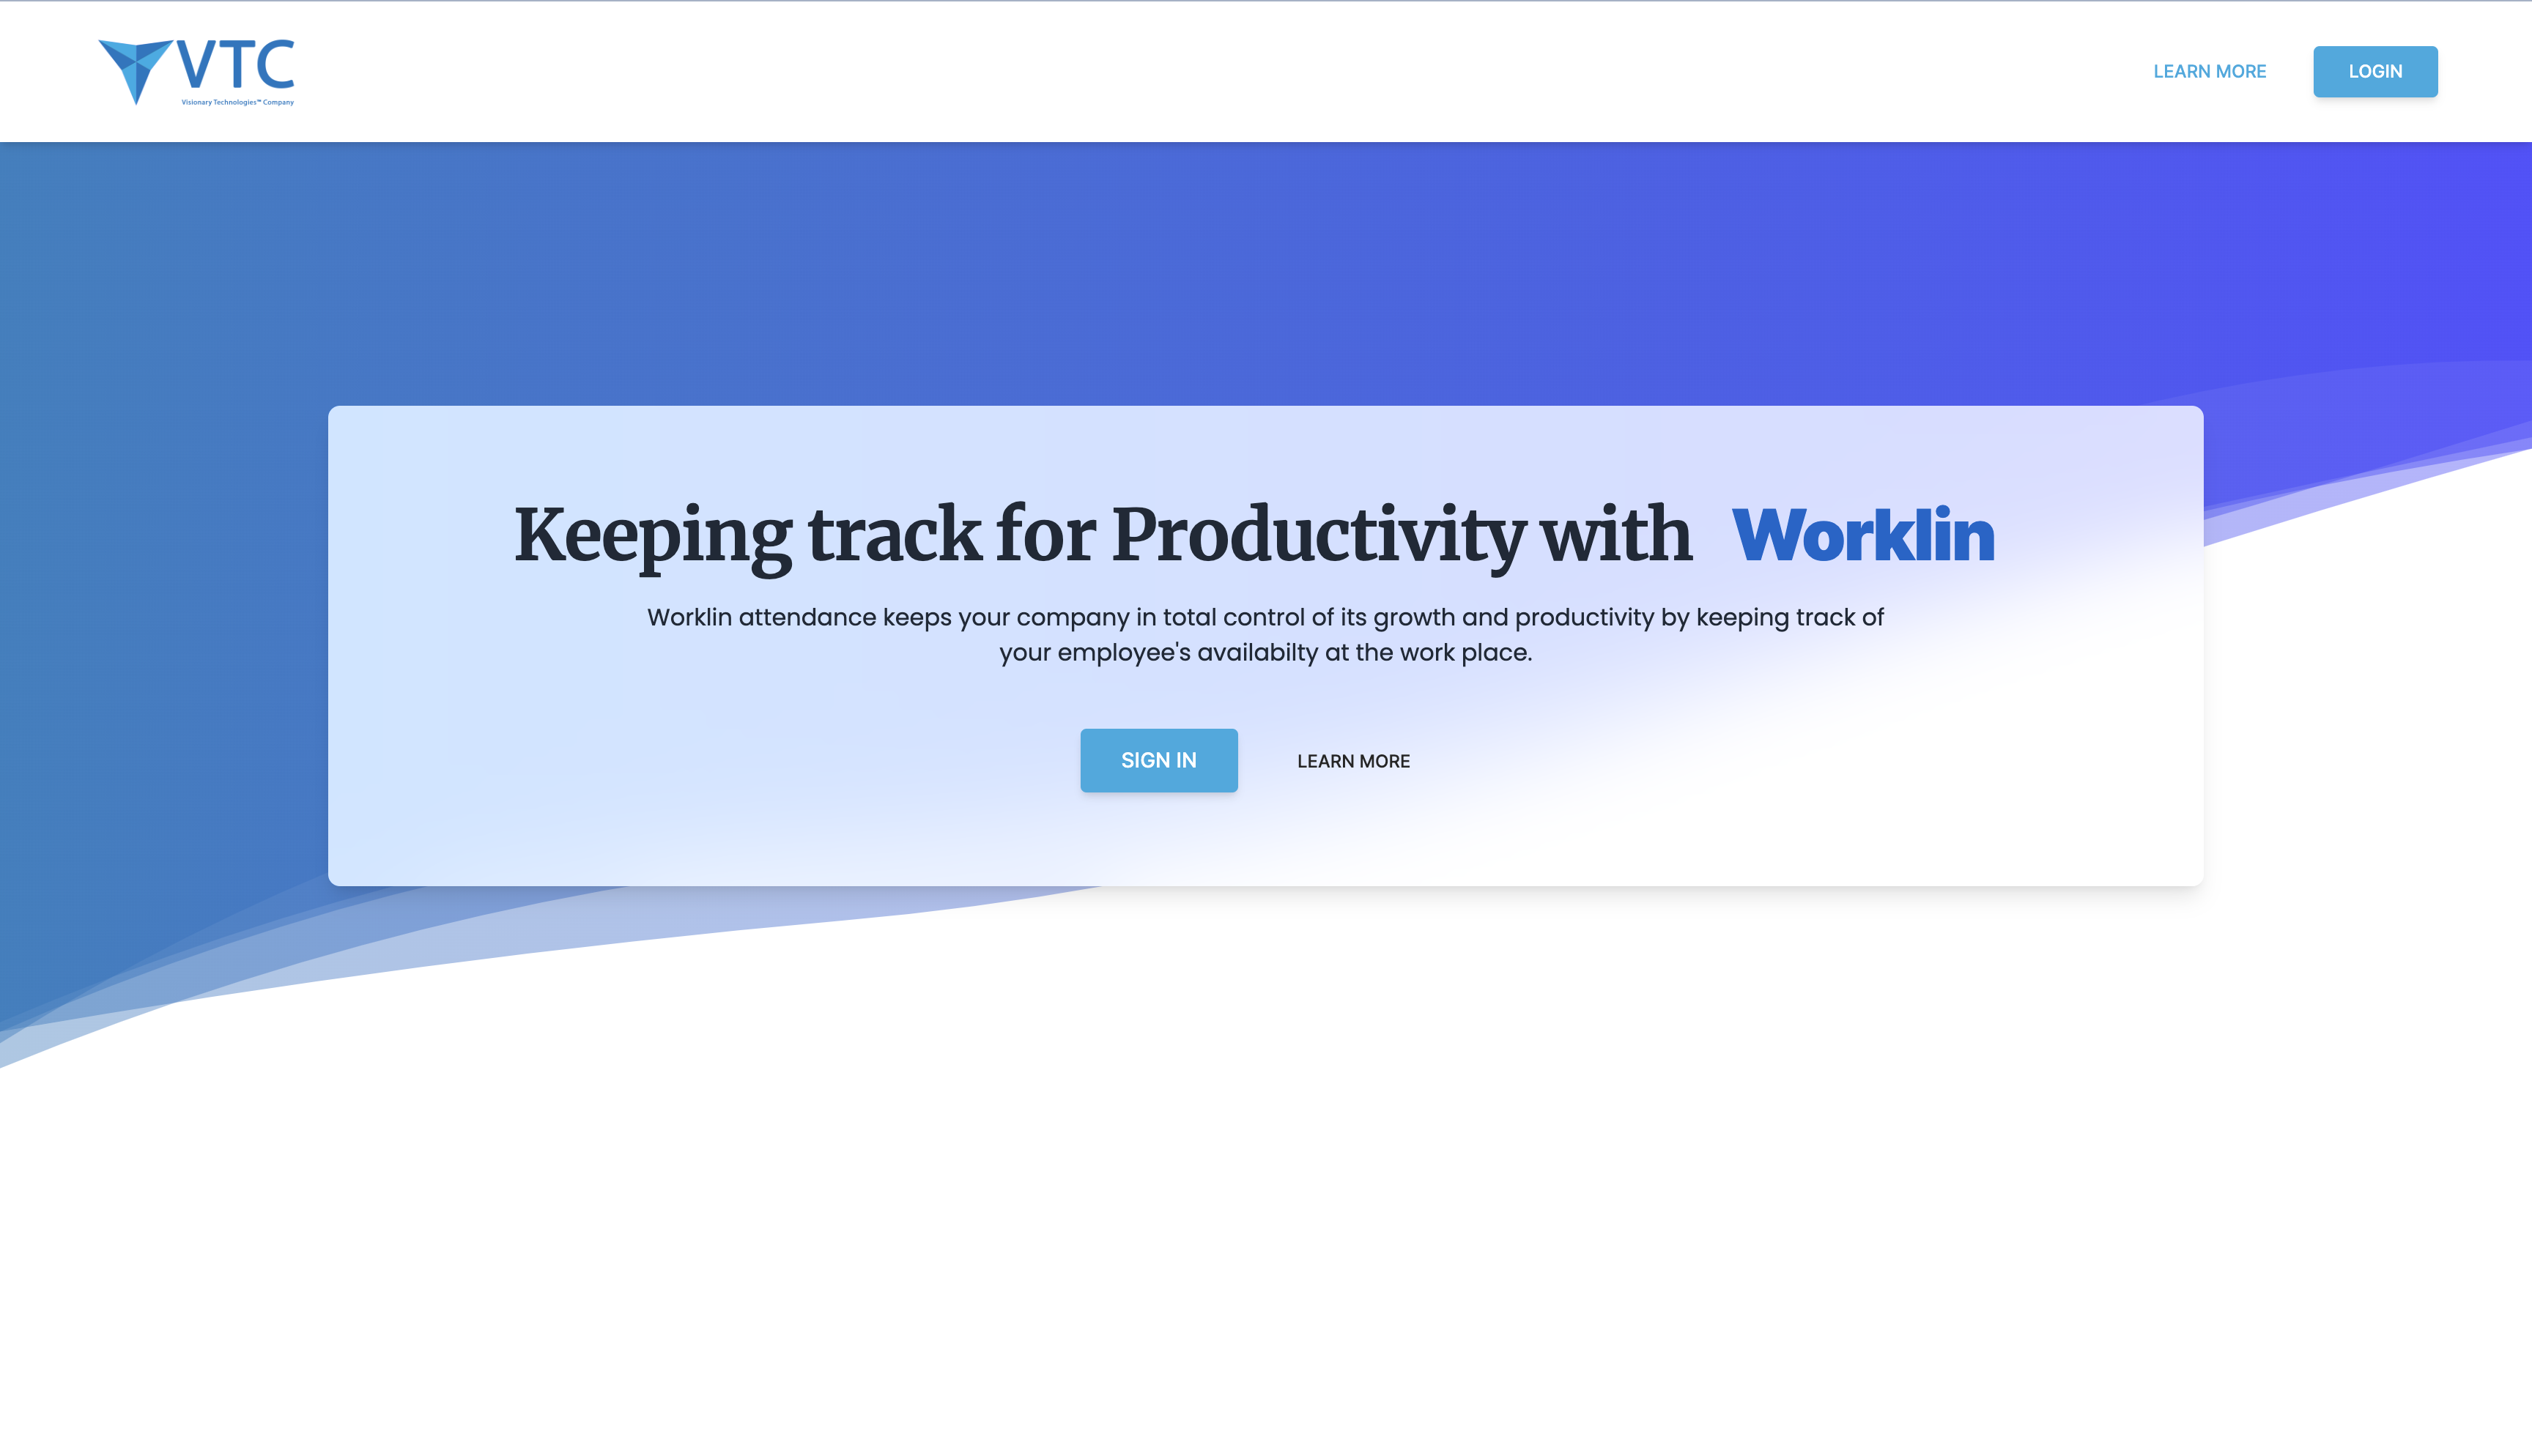 VTC
Visionary Technologies™ Company
LEARN MORE
LOGIN
Keeping track for Productivity with Worklin
Worklin attendance keeps your company in total control of its growth and productivity by keeping track of
your employee's availabilty at the work place.
SIGN IN
LEARN MORE